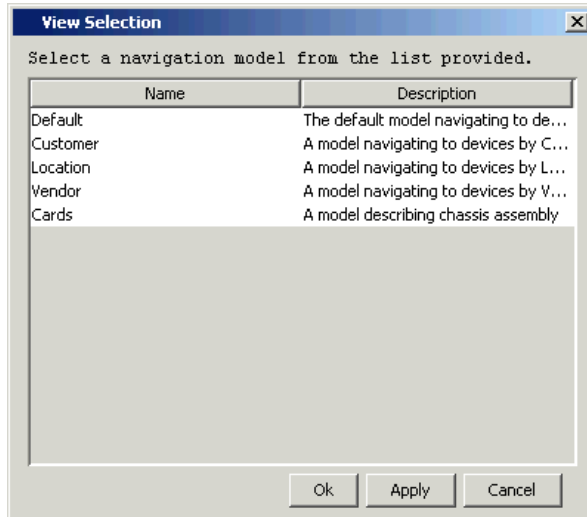 View Selection
Select a navigation model from the list provided.
Name Description
Default The default model navigating to de...
Customer A model navigating to devices by C...
Location A model navigating to devices by L...
Vendor A model navigating to devices by V...
Cards A model describing chassis assembly
Ok Apply Cancel